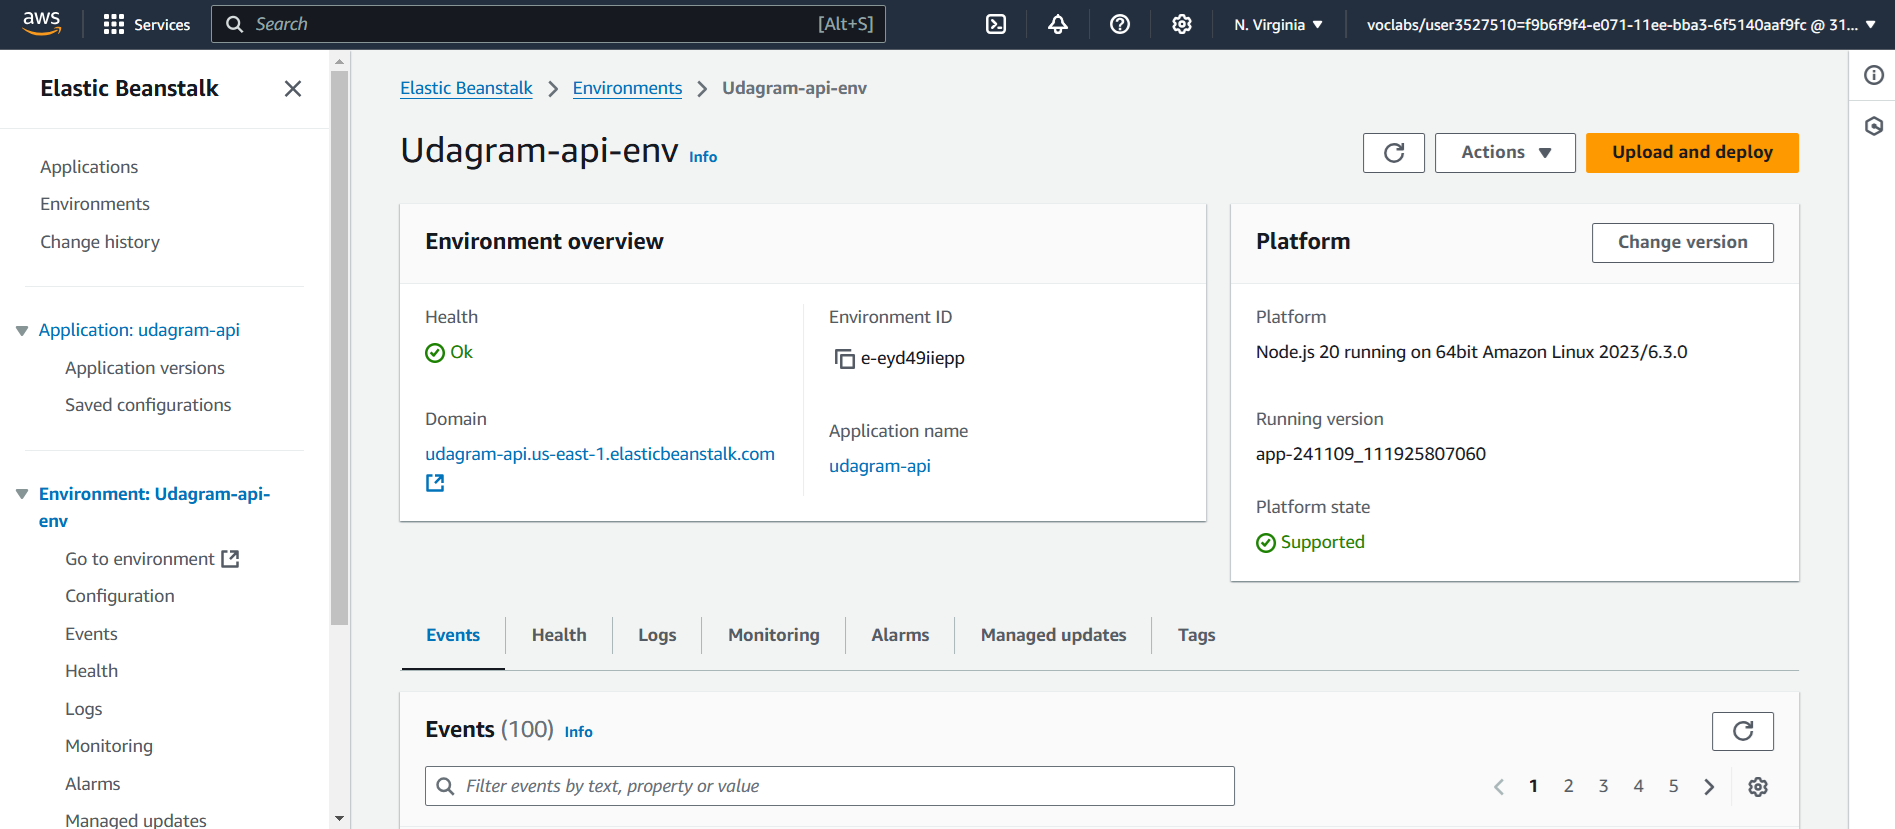 aws
Services
Search
[Alt+S]
N. Virginia
voclabs/user3527510=f9b6f9f4-e071-11ee-bba3-6f5140aaf9fc @ 31...
Elastic Beanstalk
Applications
Environments
Change history
Application: udagram-api
Application versions
Saved configurations
Environment: Udagram-api-
env
Go to environment
Configuration
Events
Health
Logs
Monitoring
Alarms
Managed updates
Elastic Beanstalk
Environments
Udagram-api-env
Udagram-api-env Info
Actions
Upload and deploy
Environment overview
Health
Ok
Domain
udagram-api.us-east-1.elasticbeanstalk.com
Environment ID
e-eyd49iiepp
Application name
udagram-api
Platform
Change version
Platform
Node.js 20 running on 64bit Amazon Linux 2023/6.3.0
Running version
app-241109_111925807060
Platform state
Supported
Events
Health
Logs
Monitoring
Alarms
Managed updates
Tags
Events (100) Info
Filter events by text, property or value
1 2 3 4 5